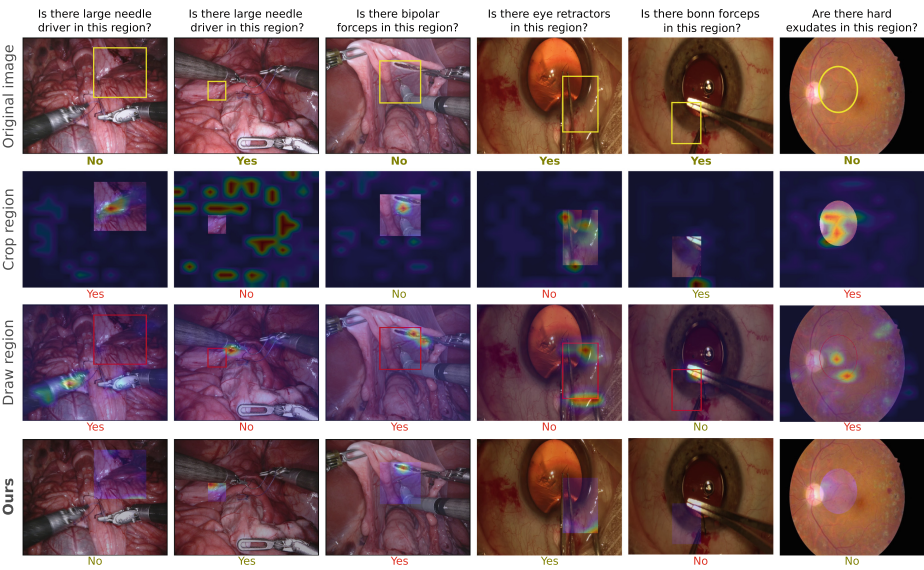 Is there large needle
driver in this region?
Is there large needle
driver in this region?
Is there bipolar
forceps in this region?
Is there eye retractors
in this region?
Is there bonn forceps
in this region?
Are there hard
exudates in this region?
Original image
No
Yes
No
Yes
Yes
No
Crop region
Yes
No
No
No
Yes
Yes
Draw region
Yes
No
Yes
No
No
Yes
Ours
No
Yes
Yes
Yes
No
No